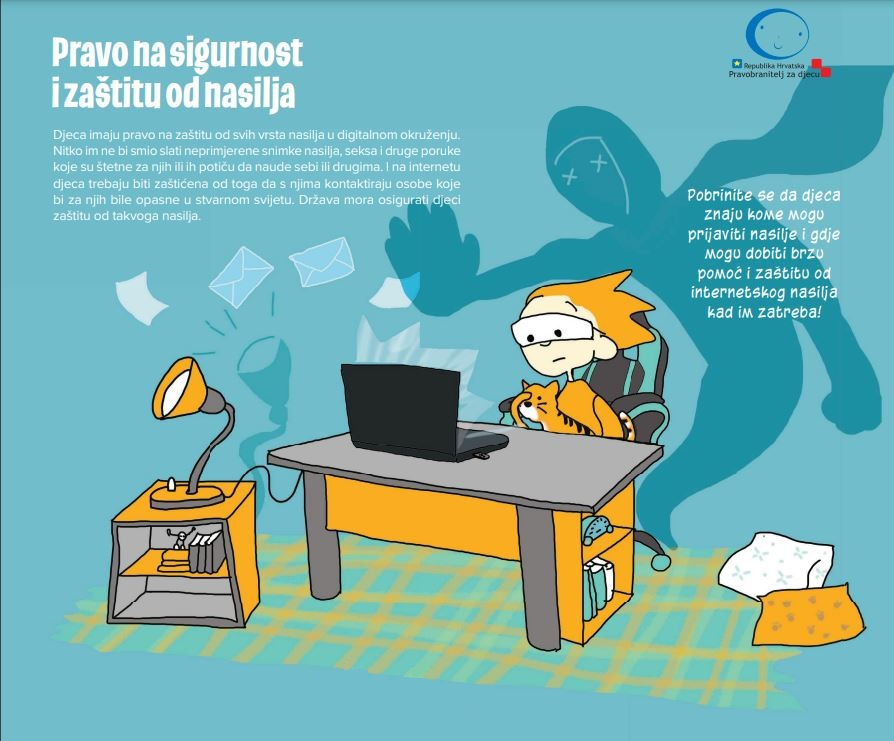 Pravo na sigurnost
i zaštitu od nasilja
Djeca imaju pravo na zaštitu od svih vrsta nasilja u digitalnom okruženju.
Nitko im ne bi smio slati neprimjerene snimke nasilja, seksa i druge poruke
koje su štetne za njih ili ih potiču da naude sebi ili drugima. I na internetu
djeca trebaju biti zaštićena od toga da s njima kontaktiraju osobe koje
bi za njih bile opasne u stvarnom svijetu. Država mora osigurati djeci
zaštitu od takvoga nasilja.
Republika Hrvatska
Pravobranitelj za djecu
Pobrinite se da djeca
znaju kome mogu
prijaviti nasilje i gdje
mogu dobiti brzu
pomoć i zaštitu od
internetskog nasilja
kad im zatreba!